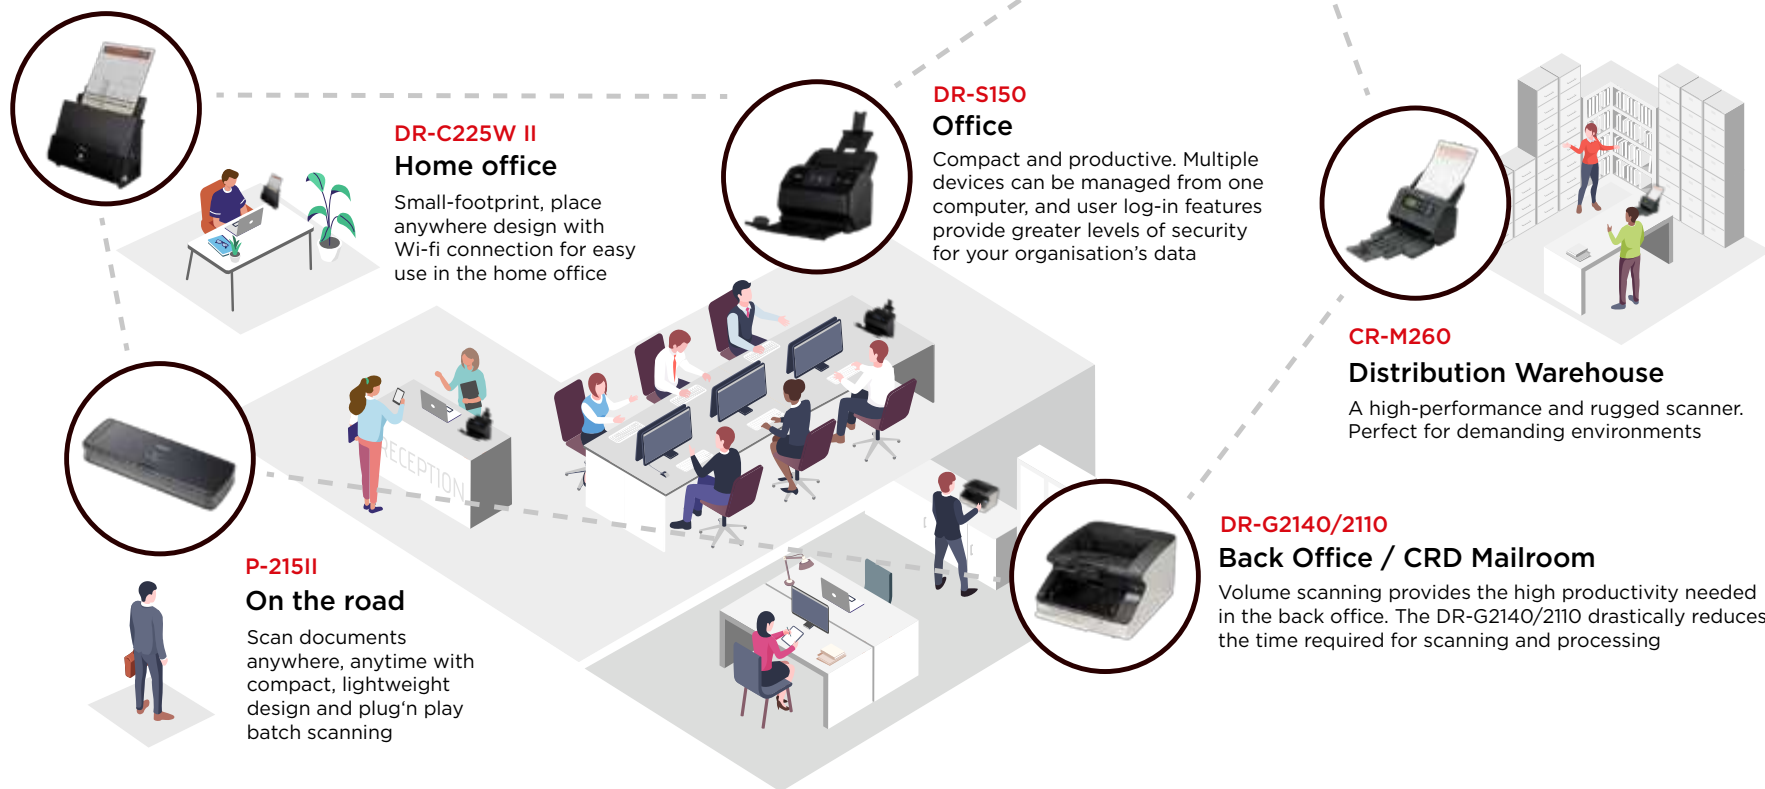 DR-C225W II
Home office
Small-footprint, place
anywhere design with
Wi-fi connection for easy
use in the home office
DR-S150
Office
Compact and productive. Multiple
devices can be managed from one
computer, and user log-in features
provide greater levels of security
for your organisation's data
CR-M260
Distribution Warehouse
A high-performance and rugged scanner.
Perfect for demanding environments
RECEPTION
P-215II
On the road
Scan documents
anywhere, anytime with
compact, lightweight
design and plug‘n play
batch scanning
DR-G2140/2110
Back Office / CRD Mailroom
Volume scanning provides the high productivity needed
in the back office. The DR-G2140/2110 drastically reduces
the time required for scanning and processing